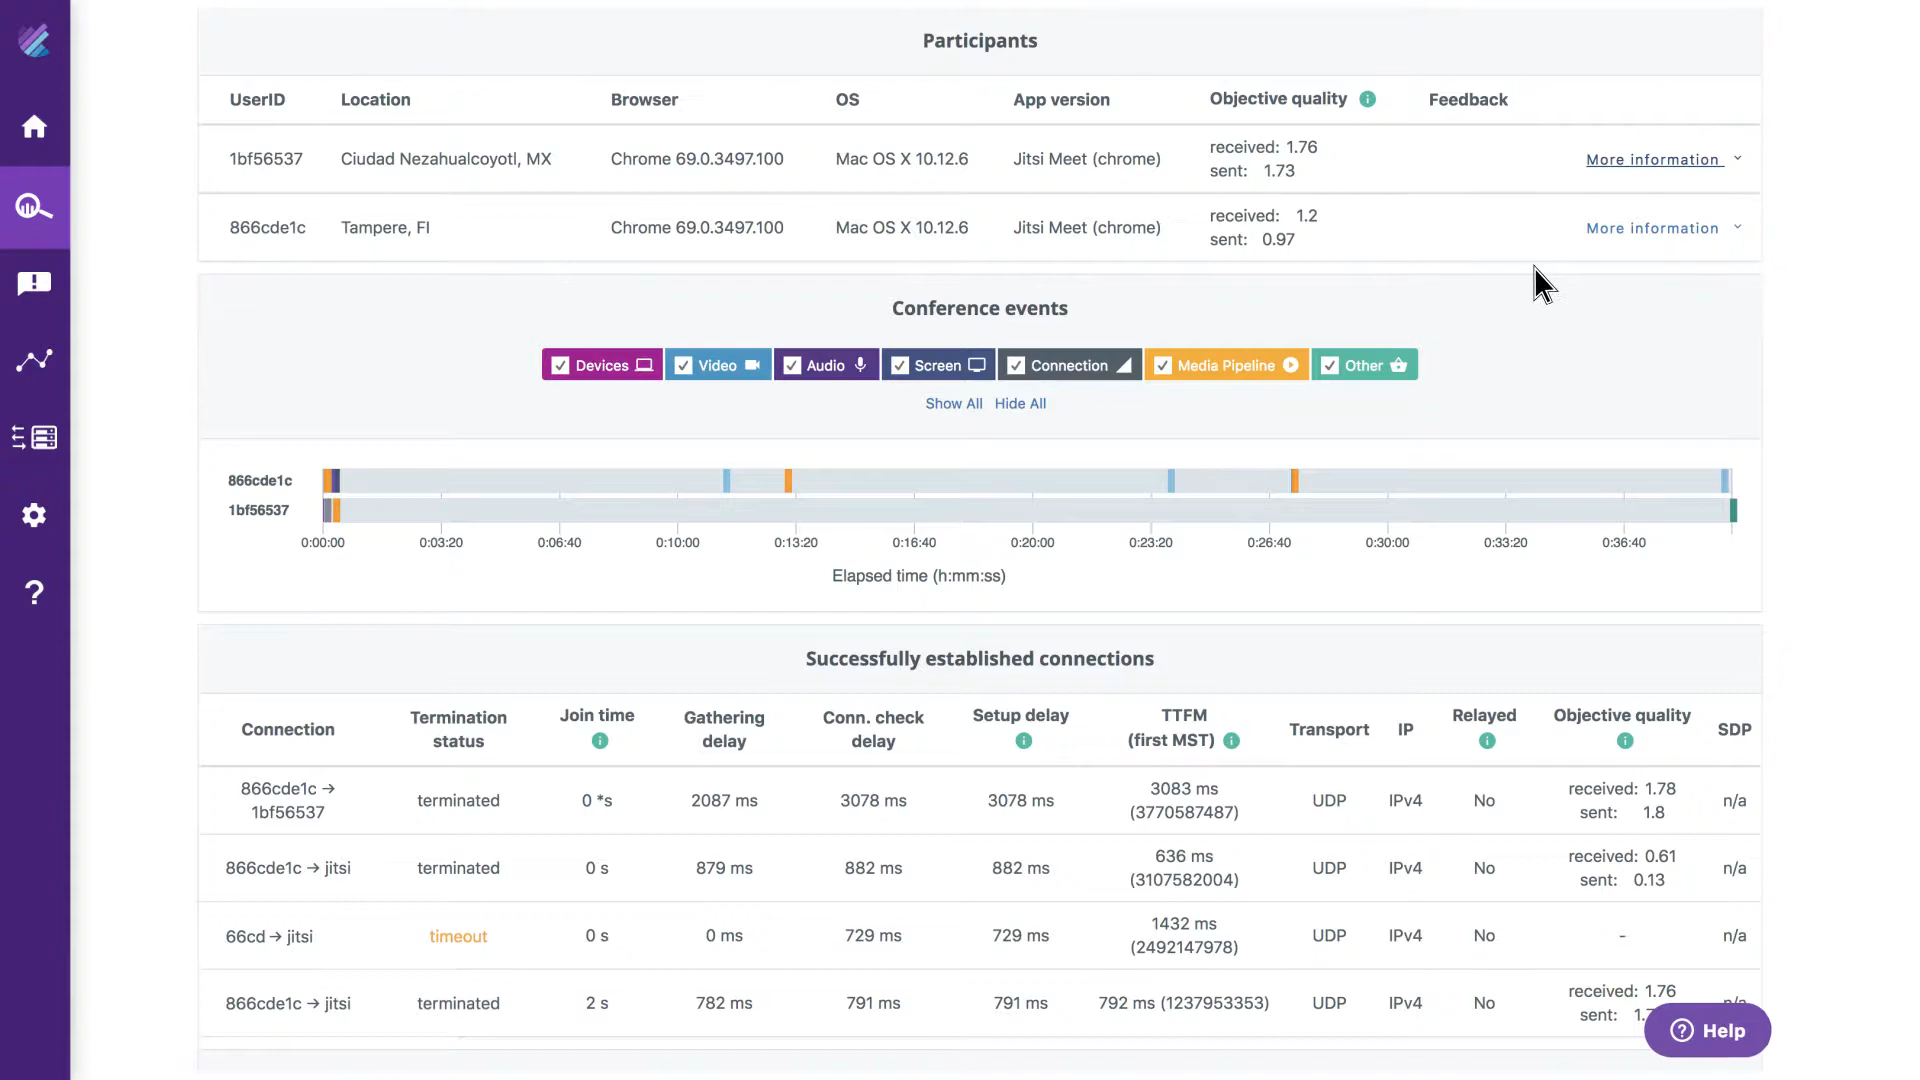 Participants
UserID Location Browser OS App version Objective quality Feedback
1bf56537 Ciudad Nezahualcoyotl, MX Chrome 69.0.3497.100 Mac OS X 10.12.6 Jitsi Meet (chrome) received: 1.76 sent: 1.73 More information
866cde1c Tampere, FI Chrome 69.0.3497.100 Mac OS X 10.12.6 Jitsi Meet (chrome) received: 1.2 sent: 0.97 More information
Conference events
Devices Video Audio Screen Connection Media Pipeline Other
Show All Hide All
866cde1c
1bf56537
0:00:00 0:03:20 0:06:40 0:10:00 0:13:20 0:16:40 0:20:00 0:23:20 0:26:40 0:30:00 0:33:20 0:36:40
Elapsed time (h:mm:ss)
Successfully established connections
Connection Termination status Join time Gathering delay Conn. check delay Setup delay TTFM (first MST) Transport IP Relayed Objective quality SDP
866cde1c → 1bf56537 terminated 0 *s 2087 ms 3078 ms 3078 ms 3083 ms (3770587487) UDP IPv4 No received: 1.78 sent: 1.8 n/a
866cde1c → jitsi terminated 0 s 879 ms 882 ms 882 ms 636 ms (3107582004) UDP IPv4 No received: 0.61 sent: 0.13 n/a
66cd → jitsi timeout 0 s 0 ms 729 ms 729 ms 1432 ms (2492147978) UDP IPv4 No - n/a
866cde1c → jitsi terminated 2 s 782 ms 791 ms 791 ms 792 ms (1237953353) UDP IPv4 No received: 1.76 sent:
Help